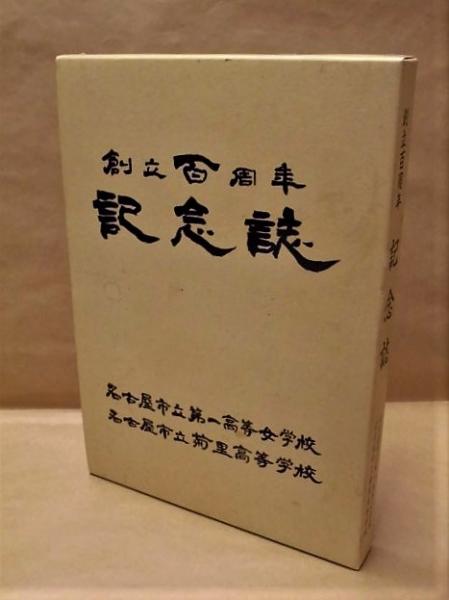 創立百周年
記念誌
名古屋市立第一高等女学校
名古屋市立菊里高等学校
創立百周年 記念誌